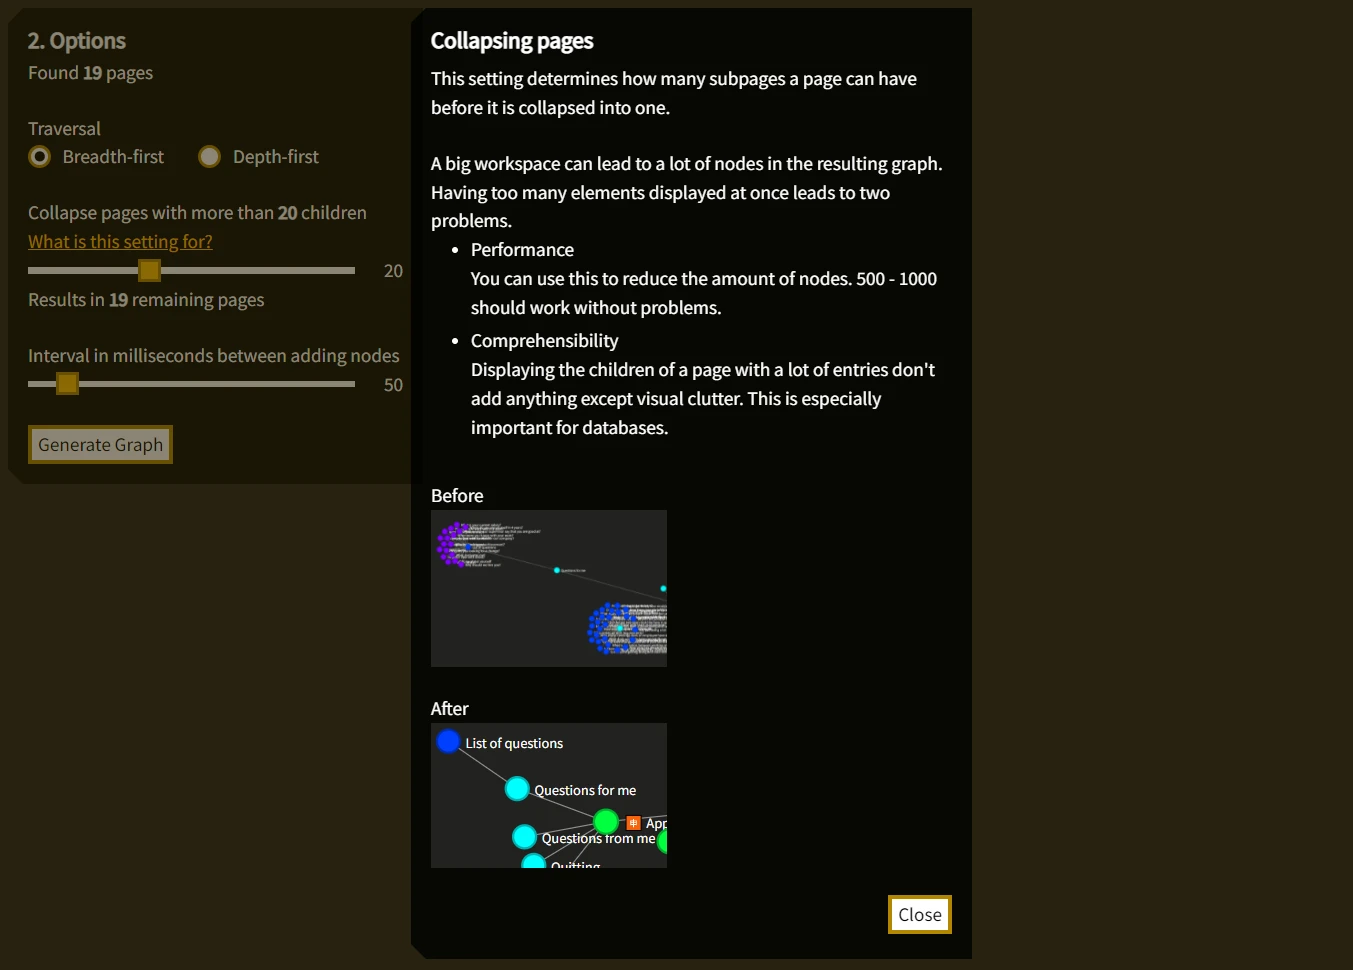 2. Options
Found 19 pages
Traversal
Breadth-first
Depth-first
Collapse pages with more than 20 children
What is this setting for?
20
Results in 19 remaining pages
Interval in milliseconds between adding nodes
50
Generate Graph
Collapsing pages
This setting determines how many subpages a page can have
before it is collapsed into one.
A big workspace can lead to a lot of nodes in the resulting graph.
Having too many elements displayed at once leads to two
problems.
Performance
You can use this to reduce the amount of nodes. 500 - 1000
should work without problems.
Comprehensibility
Displaying the children of a page with a lot of entries don't
add anything except visual clutter. This is especially
important for databases.
Before
Questions for me
After
List of questions
Questions for me
App
Questions from me
Quitting
Close